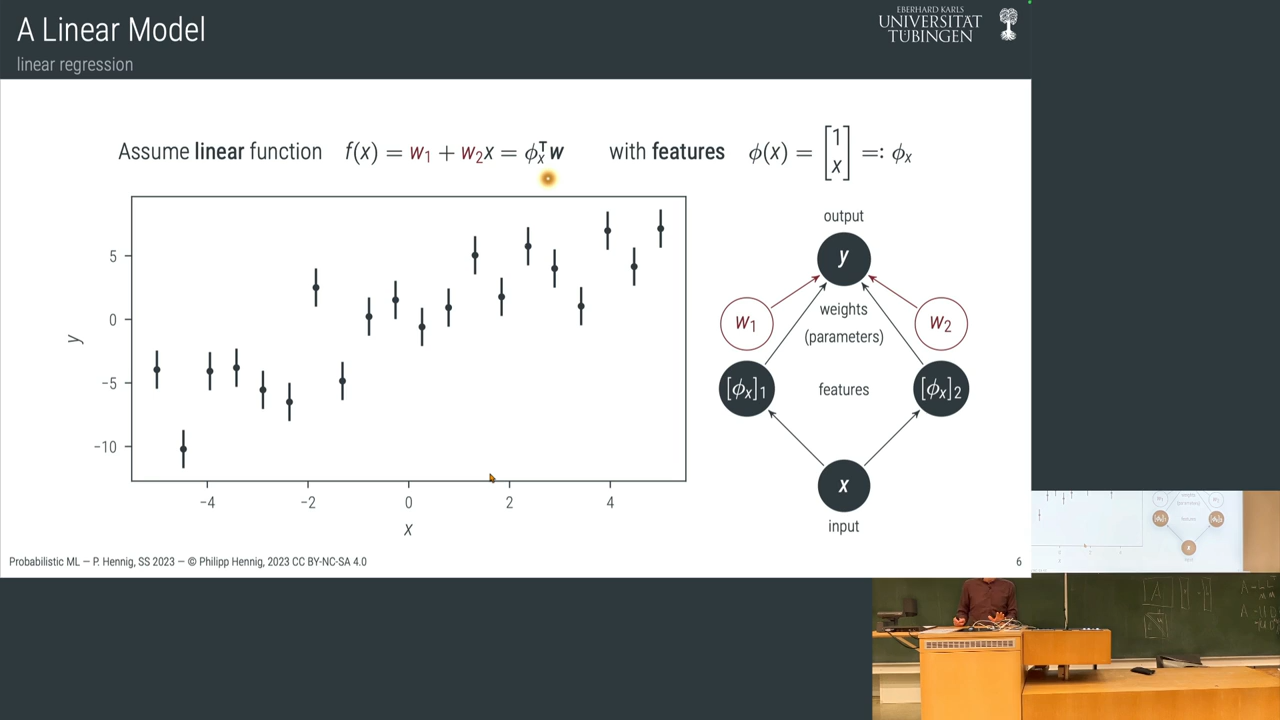 A Linear Model
linear regression
EBERHARD KARLS
UNIVERSITÄT
TÜBINGEN
Assume linear function f(x) = w₁ + w₂x = ϕₓᵀw with features ϕ(x) = [1 x] =: ϕₓ
5
0
−5
−10
y
−4 −2 0 2 4
x
output
y
w₁
weights
(parameters)
w₂
[ϕₓ]₁
features
[ϕₓ]₂
x
input
Probabilistic ML — P. Hennig, SS 2023 — © Philipp Hennig, 2023 CC BY-NC-SA 4.0
6